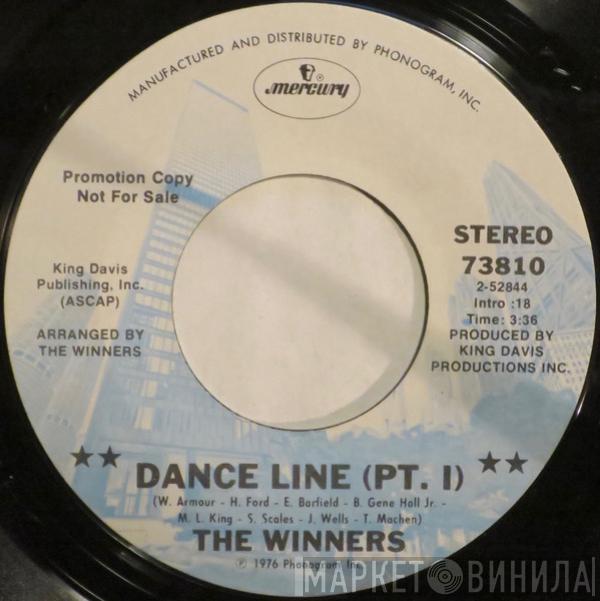 MANUFACTURED AND DISTRIBUTED BY PHONOGRAM, INC.
mercury
Promotion Copy
Not For Sale
King Davis
Publishing, Inc.
(ASCAP)
ARRANGED BY
THE WINNERS
STEREO
73810
2-52844
Intro :18
Time: 3:36
PRODUCED BY
KING DAVIS
PRODUCTIONS INC.
★★ DANCE LINE (PT. I) ★★
(W. Armour - H. Ford - E. Barfield - B. Gene Hall Jr. -
M. L. King - S. Scales - J. Wells - T. Machen)
THE WINNERS
℗ 1976 Phonogram Inc.
МАРКЕТ ВИНИЛА